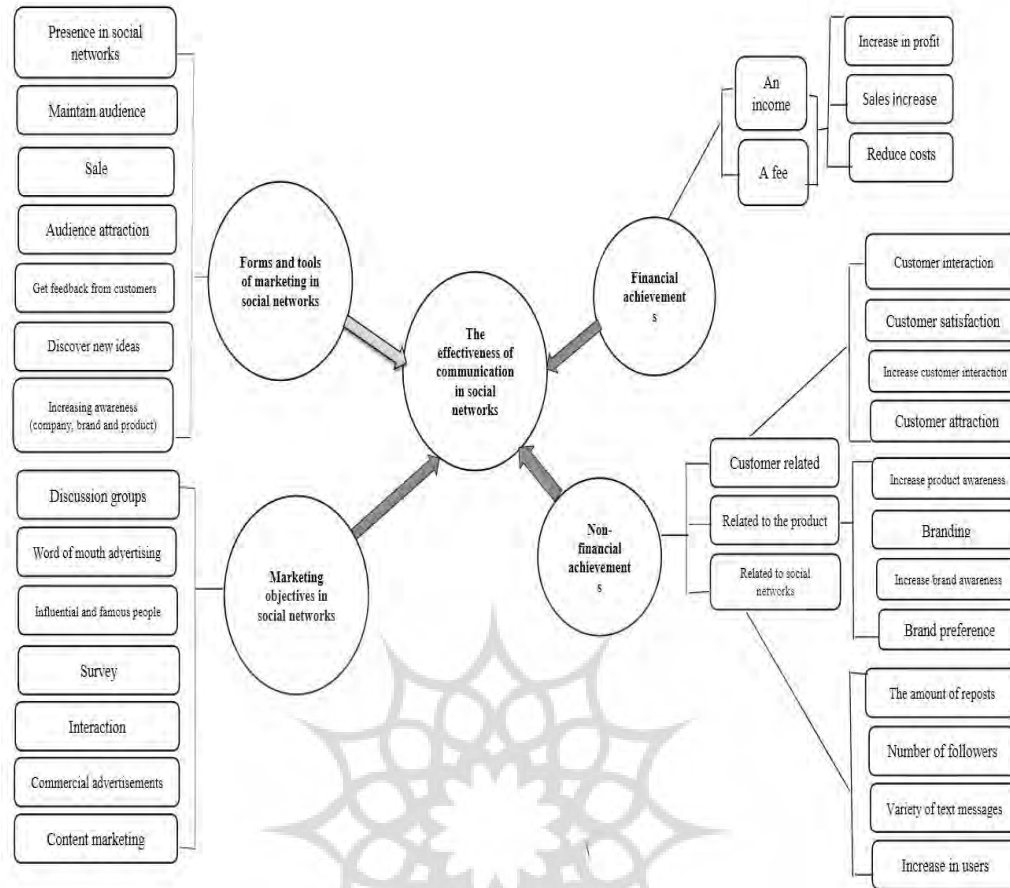 Presence in social
networks
Maintain audience
Sale
Audience attraction
Get feedback from customers
Discover new ideas
Increasing awareness
(company, brand and product)
Discussion groups
Word of mouth advertising
Influential and famous people
Survey
Interaction
Commercial advertisements
Content marketing
Forms and tools
of marketing in
social networks
Marketing
objectives in
social networks
The
effectiveness of
communication
in social
networks
Financial
achievement
s
Non-
financial
achievement
s
An
income
A fee
Increase in profit
Sales increase
Reduce costs
Customer related
Related to the product
Related to social
networks
Customer interaction
Customer satisfaction
Increase customer interaction
Customer attraction
Increase product awareness
Branding
Increase brand awareness
Brand preference
The amount of reposts
Number of followers
Variety of text messages
Increase in users